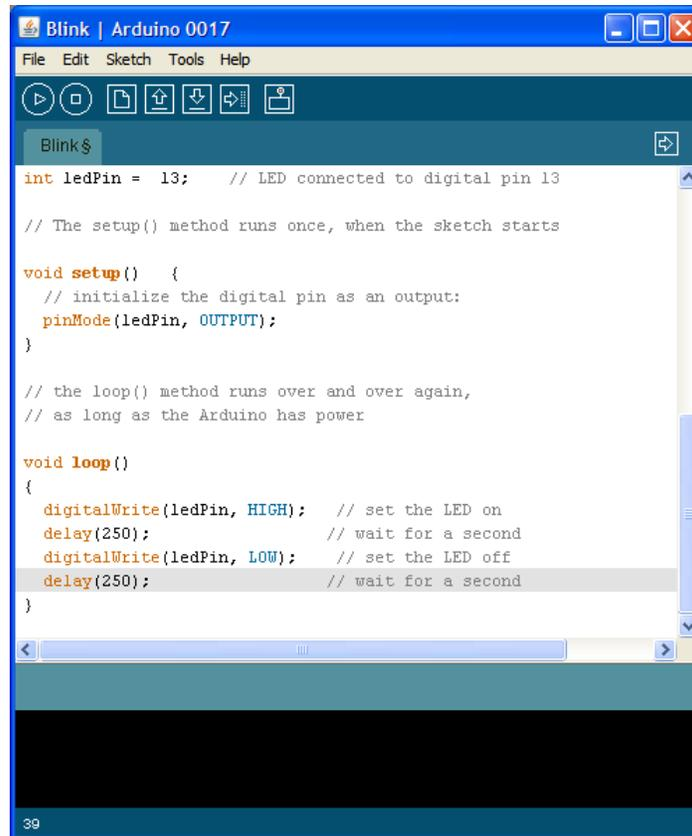 Blink | Arduino 0017
File Edit Sketch Tools Help
Blink §
int ledPin =  13;    // LED connected to digital pin 13

// The setup() method runs once, when the sketch starts

void setup()   {
  // initialize the digital pin as an output:
  pinMode(ledPin, OUTPUT);
}

// the loop() method runs over and over again,
// as long as the Arduino has power

void loop()
{
  digitalWrite(ledPin, HIGH);   // set the LED on
  delay(250);                  // wait for a second
  digitalWrite(ledPin, LOW);    // set the LED off
  delay(250);                  // wait for a second
}
39